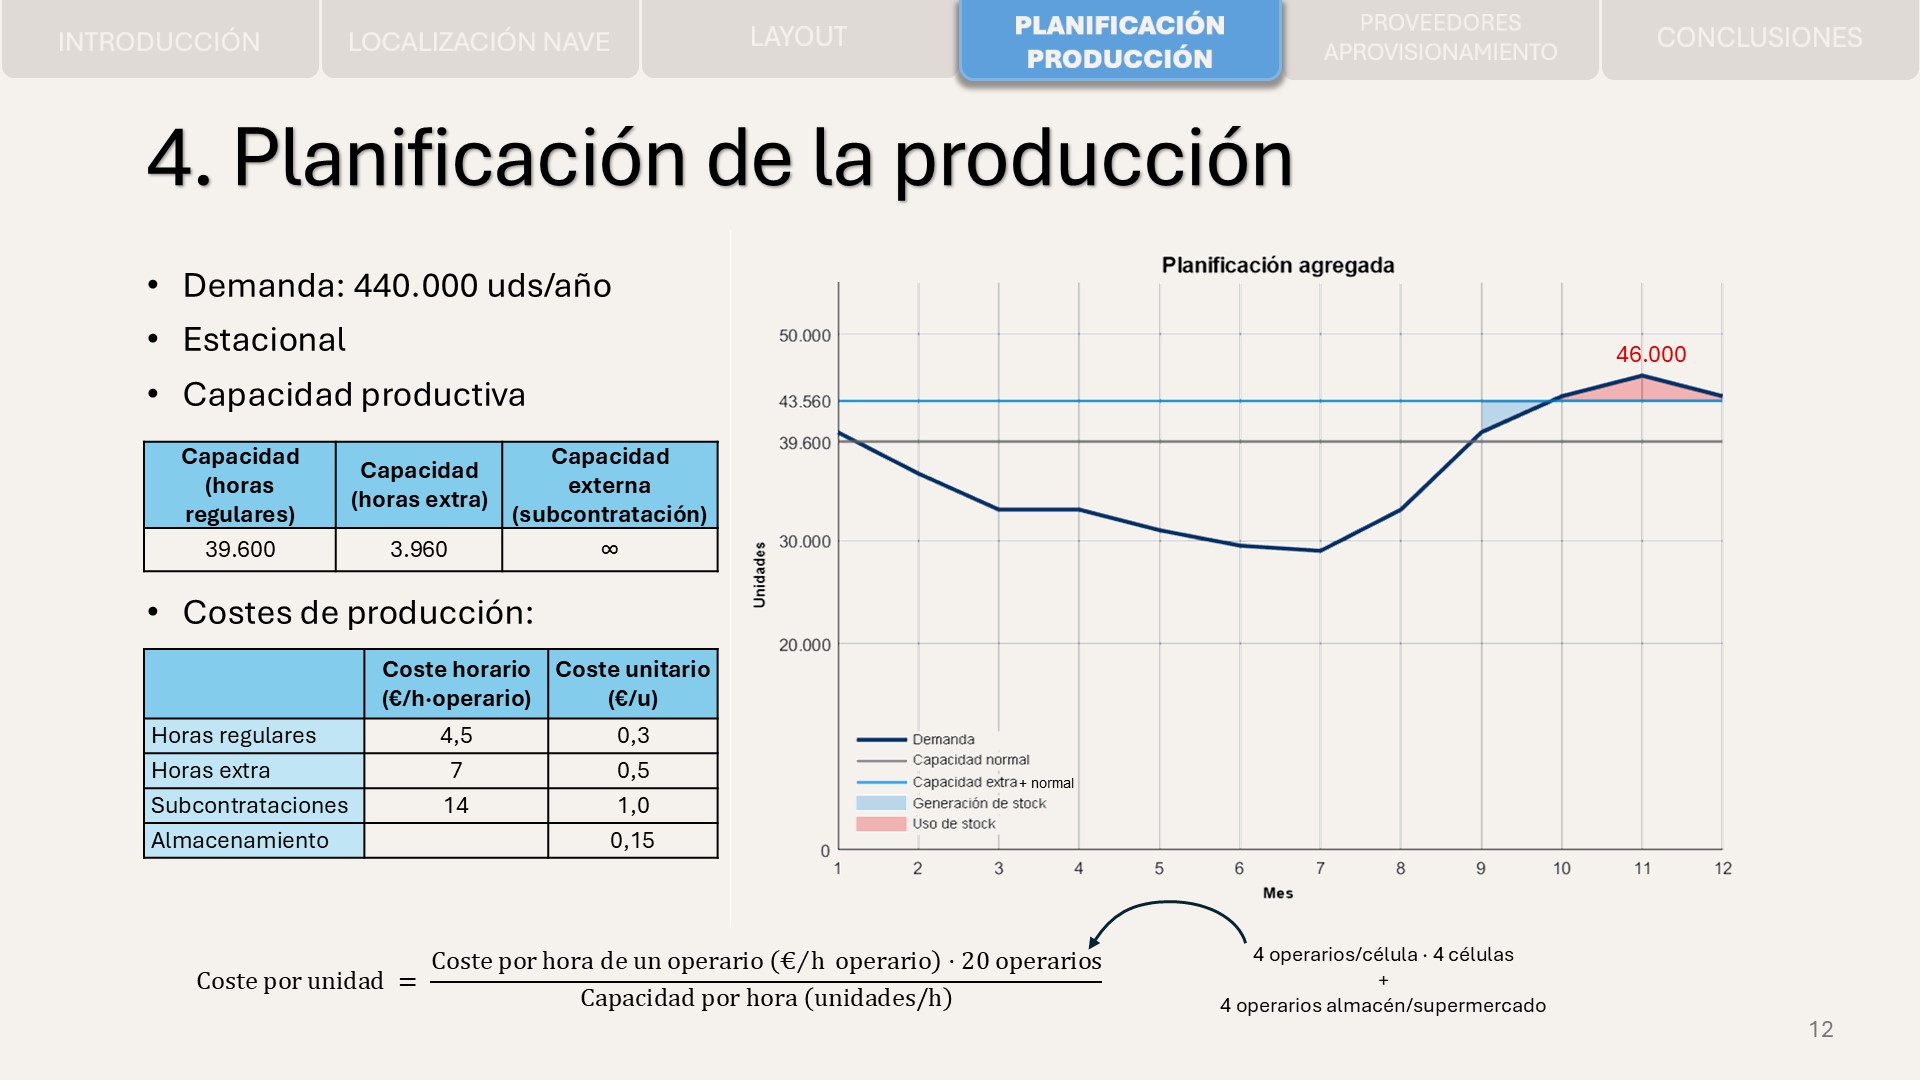 INTRODUCCIÓN
LOCALIZACIÓN NAVE
LAYOUT
PLANIFICACIÓN
PRODUCCIÓN
PROVEEDORES
APROVISIONAMIENTO
CONCLUSIONES
4. Planificación de la producción
• Demanda: 440.000 uds/año
• Estacional
• Capacidad productiva
Capacidad
(horas
regulares)
Capacidad
(horas extra)
Capacidad
externa
(subcontratación)
39.600
3.960
∞
• Costes de producción:
Coste horario
(€/h·operario)
Coste unitario
(€/u)
Horas regulares
4,5
0,3
Horas extra
7
0,5
Subcontrataciones
14
1,0
Almacenamiento
0,15
Planificación agregada
50.000
46.000
43.560
39.600
30.000
20.000
0
Unidades
Demanda
Capacidad normal
Capacidad extra + normal
Generación de stock
Uso de stock
1 2 3 4 5 6 7 8 9 10 11 12
Mes
Coste por unidad =
Coste por hora de un operario (€/h operario) · 20 operarios
Capacidad por hora (unidades/h)
4 operarios/célula · 4 células
+
4 operarios almacén/supermercado
12